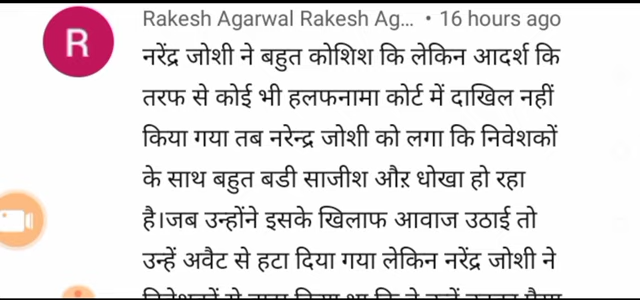 R
Rakesh Agarwal Rakesh Ag... • 16 hours ago
नरेंद्र जोशी ने बहुत कोशिश कि लेकिन आदर्श कि
तरफ से कोई भी हलफनामा कोर्ट में दाखिल नहीं
किया गया तब नरेन्द्र जोशी को लगा कि निवेशकों
के साथ बहुत बडी साजीश औऱ धोखा हो रहा
है।जब उन्होंने इसके खिलाफ आवाज उठाई तो
उन्हें अवैट से हटा दिया गया लेकिन नरेंद्र जोशी ने